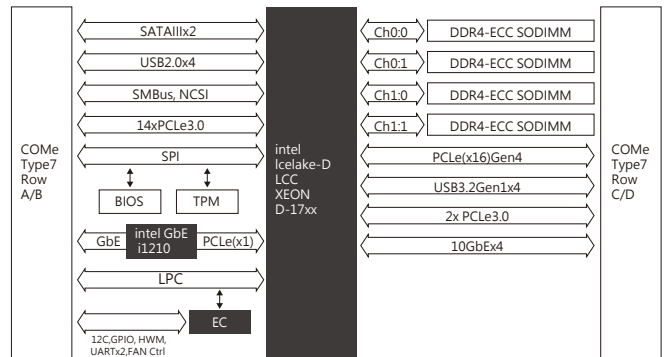 COMe
Type7
Row
A/B
SATAIIIx2
USB2.0x4
SMBus, NCSI
14xPCLe3.0
SPI
BIOS
TPM
GbE
intel GbE
i1210
PCLe(x1)
LPC
EC
12C,GPIO, HWM,
UARTx2,FAN Ctrl
intel
lcelake-D
LCC
XEON
D-17xx
Ch0:0
DDR4-ECC SODIMM
Ch0:1
DDR4-ECC SODIMM
Ch1:0
DDR4-ECC SODIMM
Ch1:1
DDR4-ECC SODIMM
PCLe(x16)Gen4
USB3.2Gen1x4
2x PCLe3.0
10GbEx4
COMe
Type7
Row
C/D